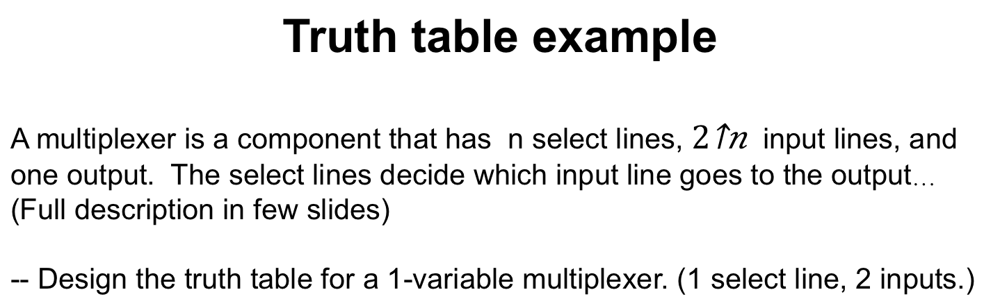 Truth table example
A multiplexer is a component that has n select lines, 2↑n input lines, and
one output. The select lines decide which input line goes to the output…
(Full description in few slides)
-- Design the truth table for a 1-variable multiplexer. (1 select line, 2 inputs.)